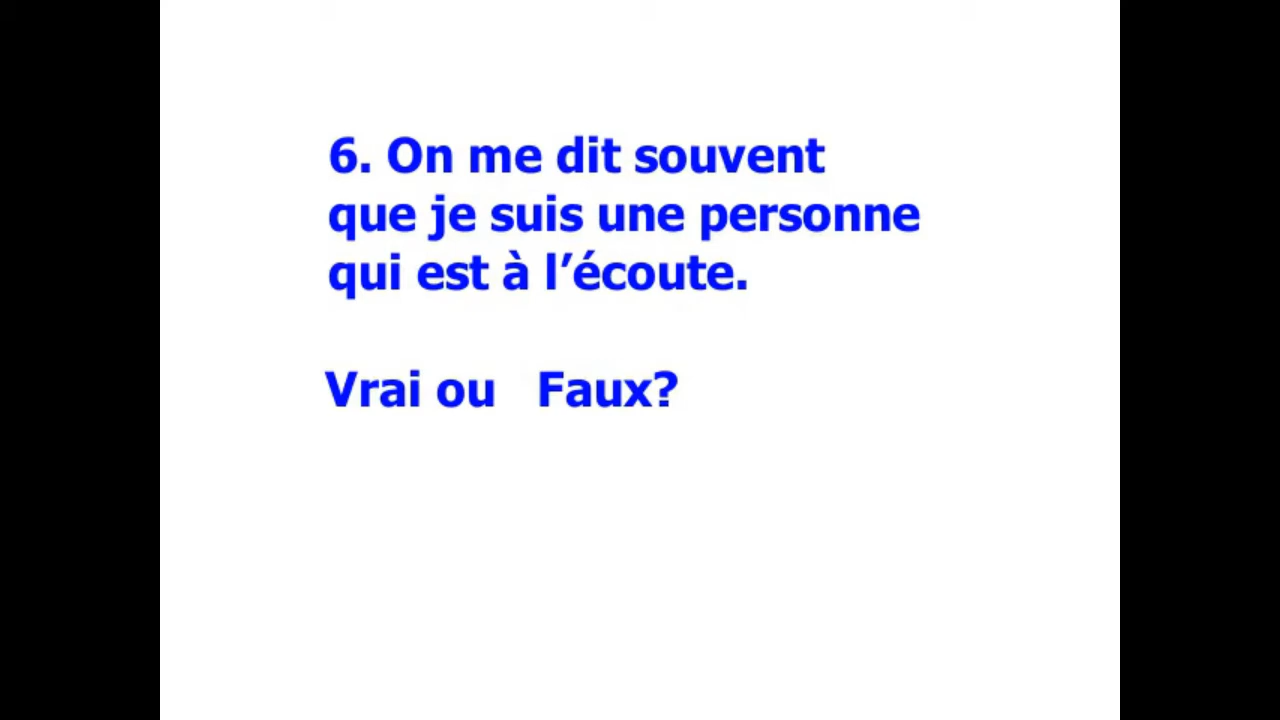 6. On me dit souvent
que je suis une personne
qui est à l’écoute.
Vrai ou   Faux?